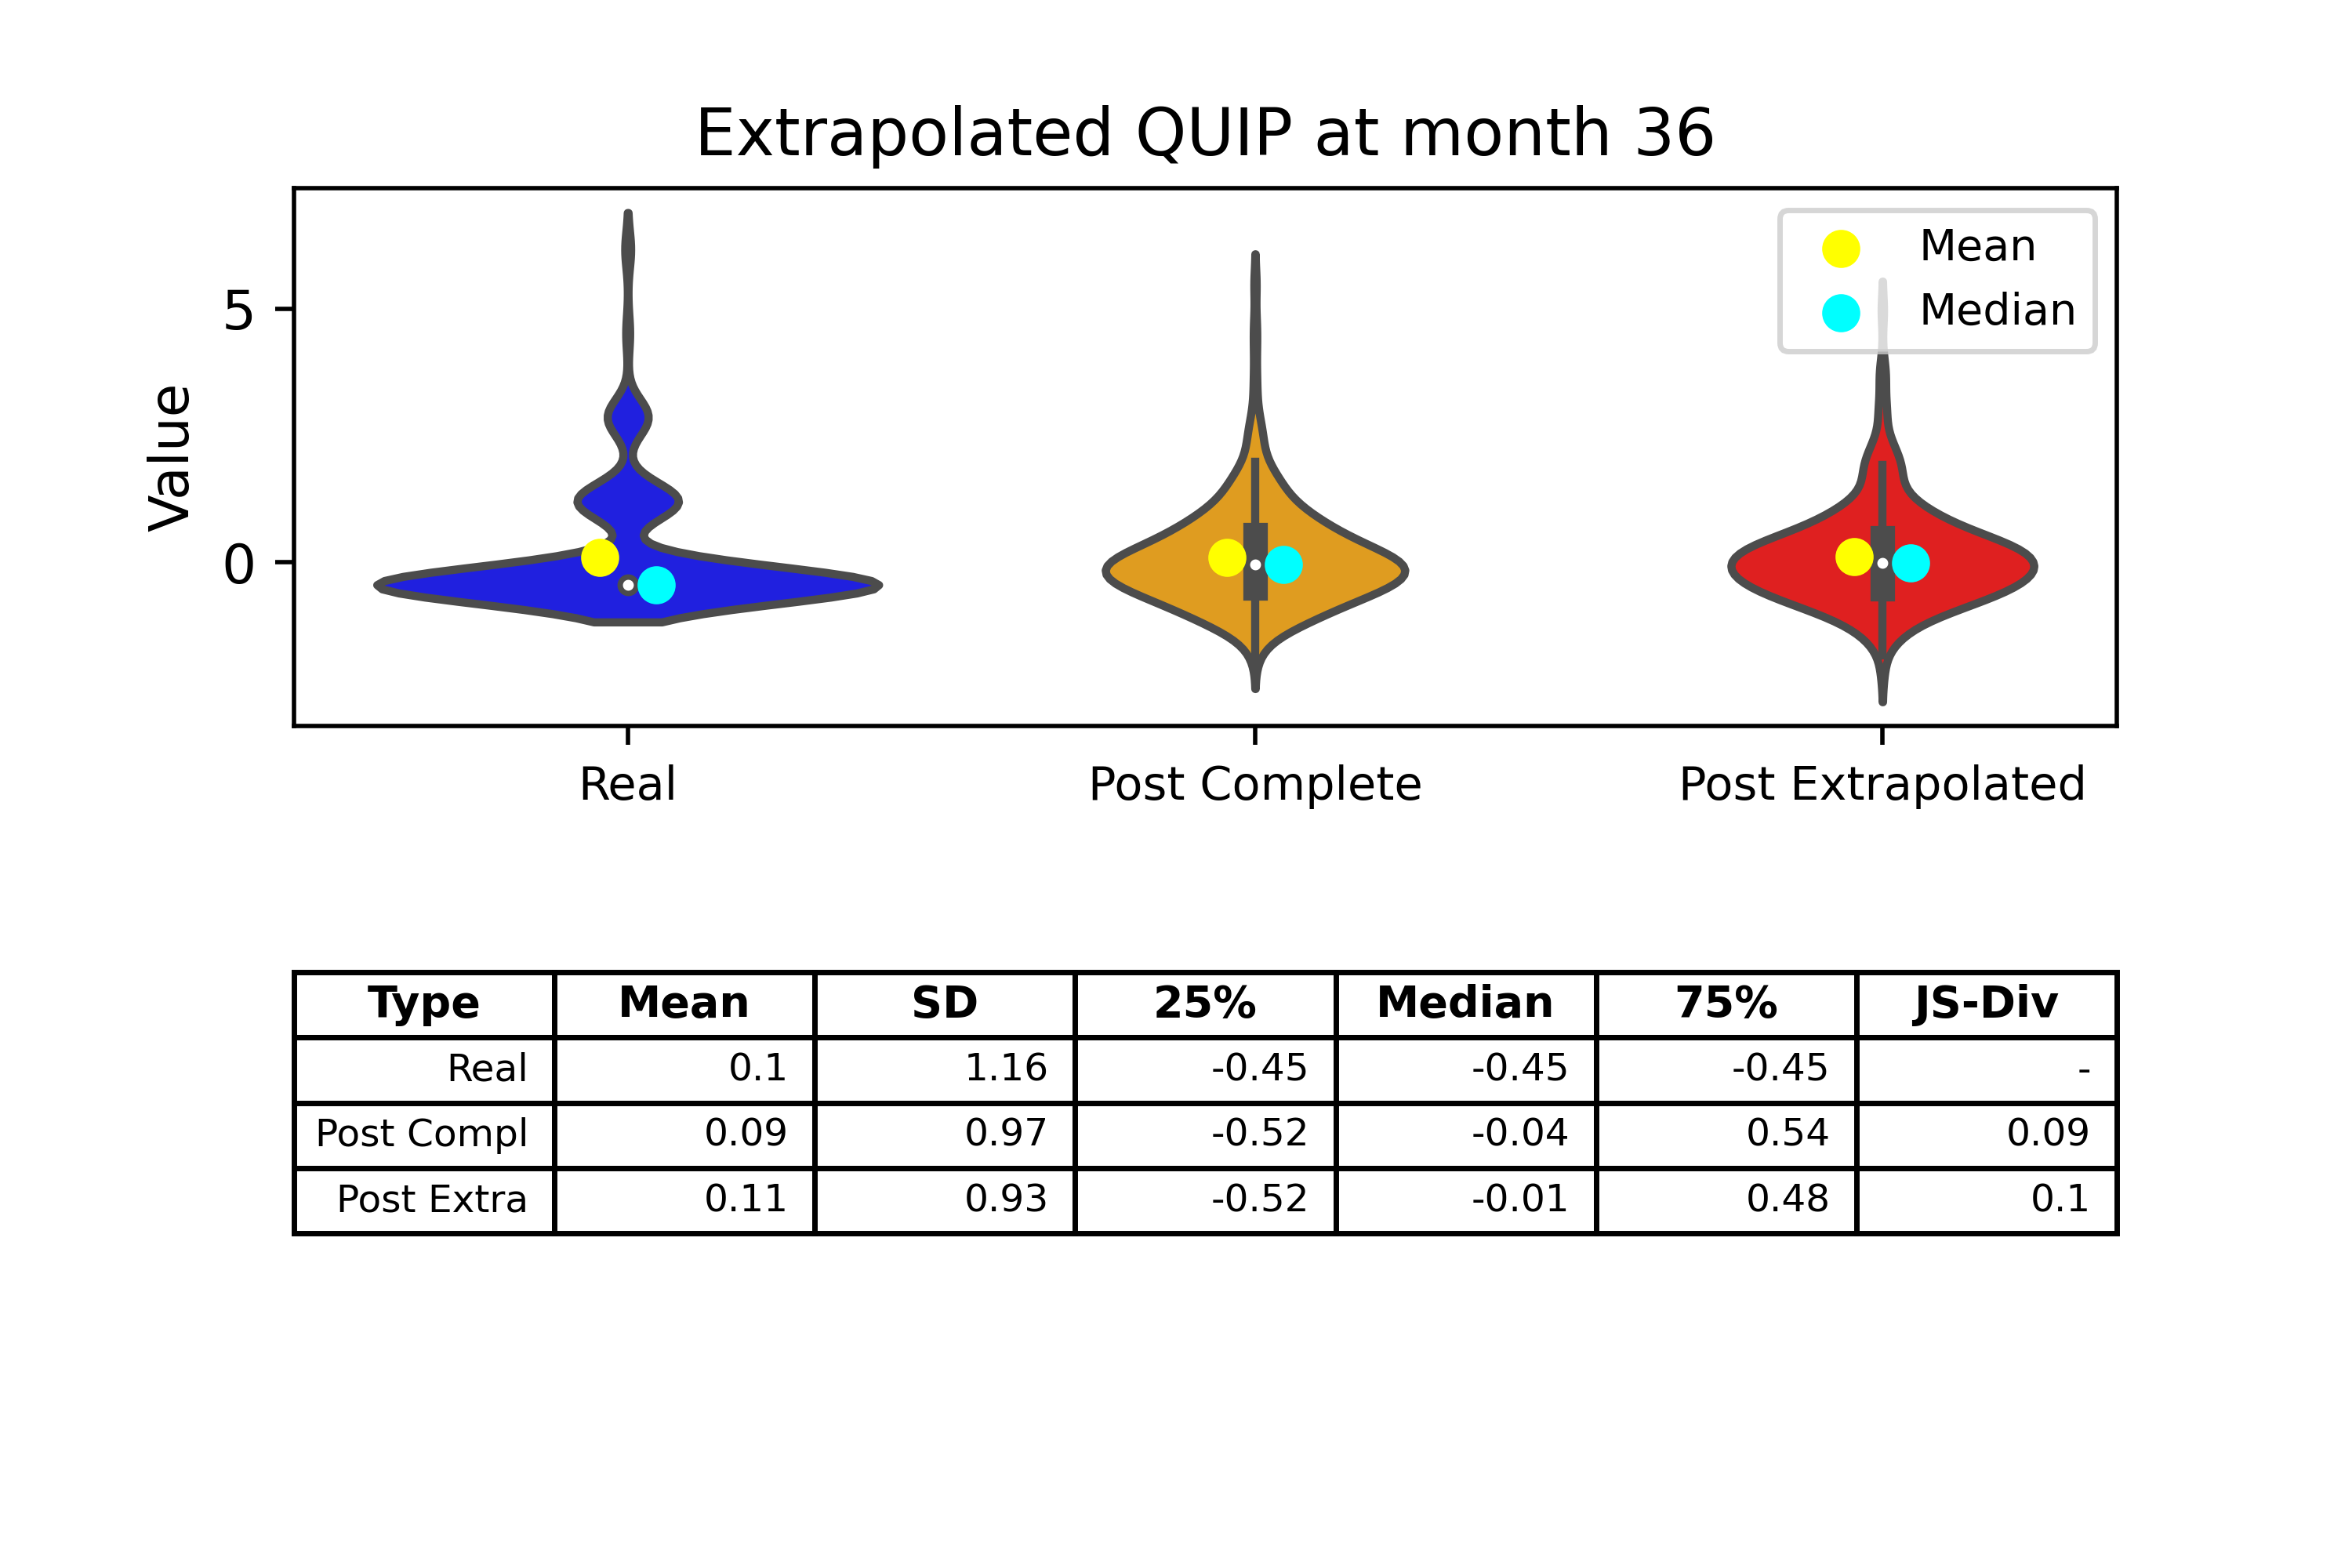 Extrapolated QUIP at month 36
Value
5
0
Mean
Median
Real Post Complete Post Extrapolated
Type Mean SD 25% Median 75% JS-Div
Real 0.1 1.16 -0.45 -0.45 -0.45 -
Post Compl 0.09 0.97 -0.52 -0.04 0.54 0.09
Post Extra 0.11 0.93 -0.52 -0.01 0.48 0.1